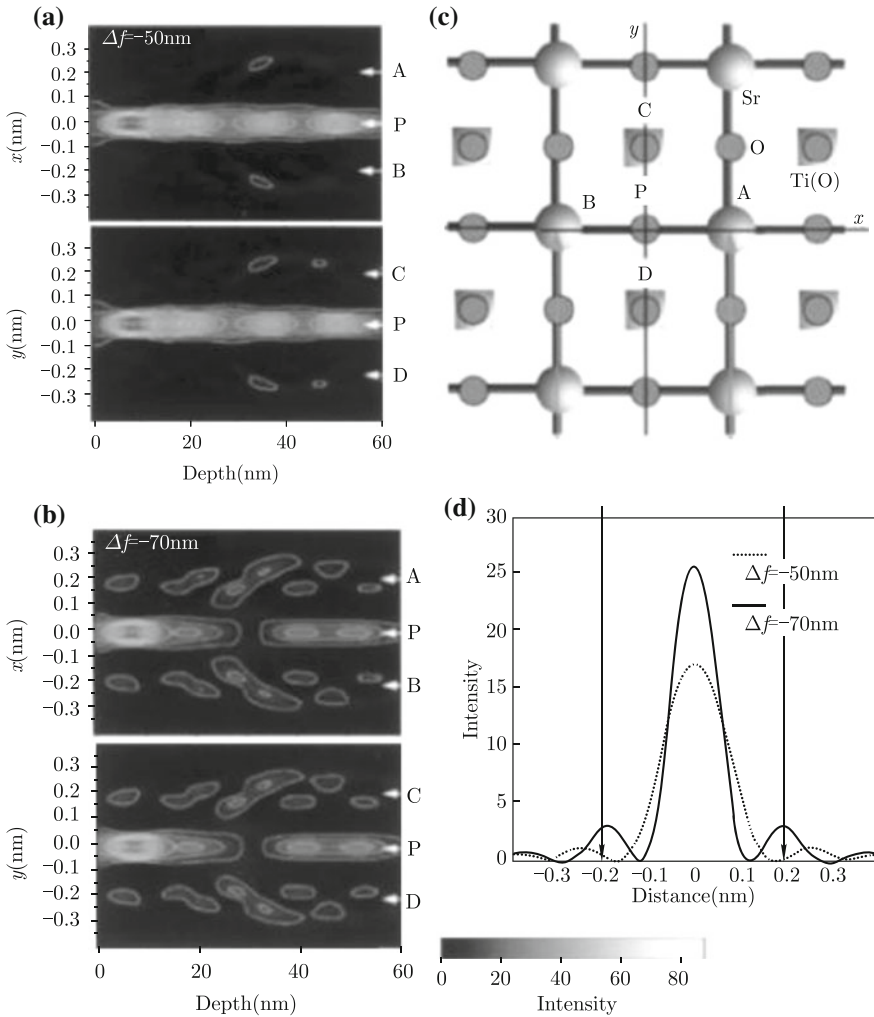 (a)
Δf=−50nm
0.3
0.2
0.1
0.0
−0.1
−0.2
−0.3
x(nm)
A
P
B
0.3
0.2
0.1
0.0
−0.1
−0.2
−0.3
y(nm)
C
P
D
0 20 40 60
Depth(nm)
(b)
Δf=−70nm
0.3
0.2
0.1
0.0
−0.1
−0.2
−0.3
x(nm)
A
P
B
0.3
0.2
0.1
0.0
−0.1
−0.2
−0.3
y(nm)
C
P
D
0 20 40 60
Depth(nm)
(c)
y
C
Sr
O
Ti(O)
B P A
x
D
(d)
30
25
20
15
10
5
0
Intensity
Δf=−50nm
Δf=−70nm
−0.3 −0.2 −0.1 0 0.1 0.2 0.3
Distance(nm)
0 20 40 60 80
Intensity